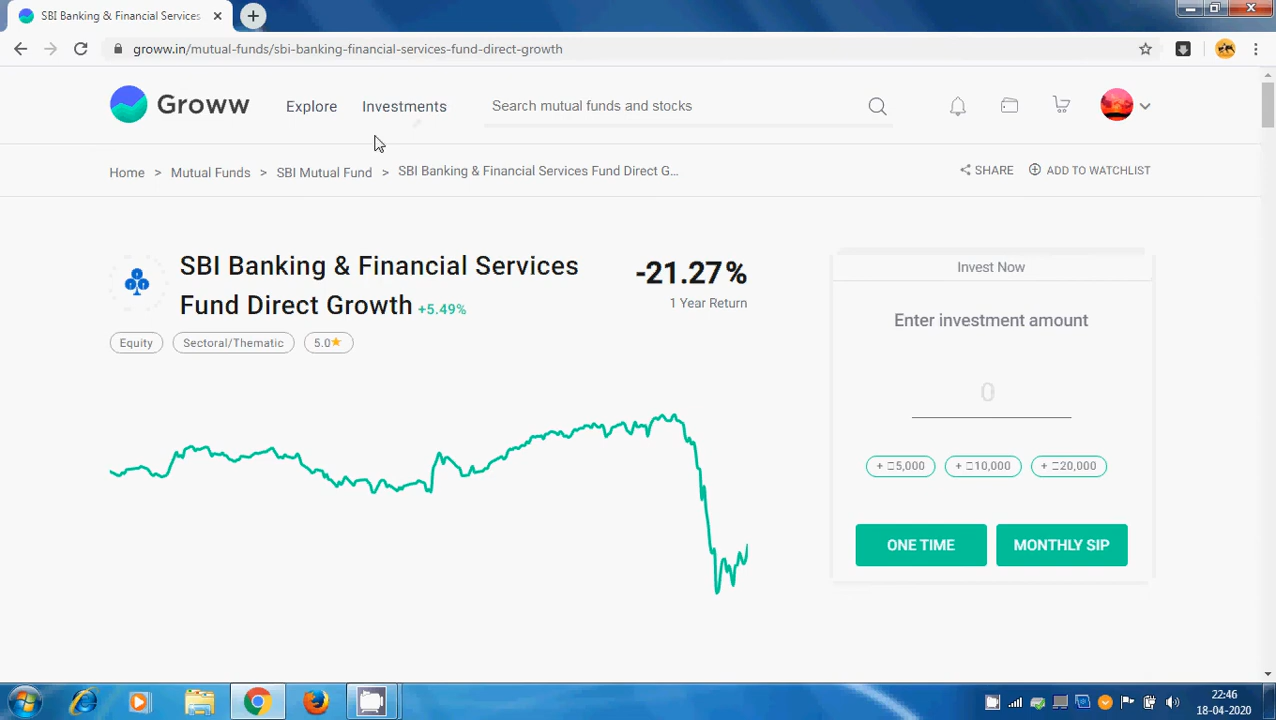 SBI Banking & Financial Services
groww.in/mutual-funds/sbi-banking-financial-services-fund-direct-growth
Groww
Explore
Investments
Search mutual funds and stocks
Home > Mutual Funds > SBI Mutual Fund > SBI Banking & Financial Services Fund Direct G...
SHARE
ADD TO WATCHLIST
SBI Banking & Financial Services
Fund Direct Growth +5.49%
-21.27%
1 Year Return
Equity
Sectoral/Thematic
5.0★
Invest Now
Enter investment amount
0
+ □5,000
+ □10,000
+ □20,000
ONE TIME
MONTHLY SIP
22:46
18-04-2020